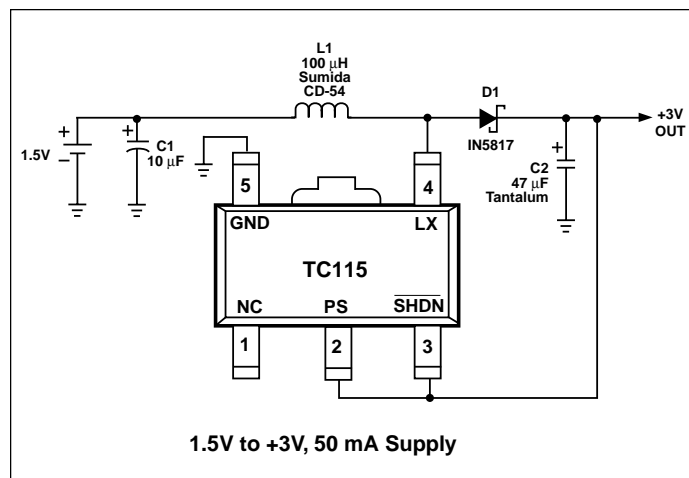 L1
100 µH
Sumida
CD-54
D1
+3V
OUT
IN5817
+
1.5V
–
+
C1
10 µF
+
C2
47 µF
Tantalum
5
4
GND
LX
TC115
NC
PS
SHDN
1
2
3
1.5V to +3V, 50 mA Supply